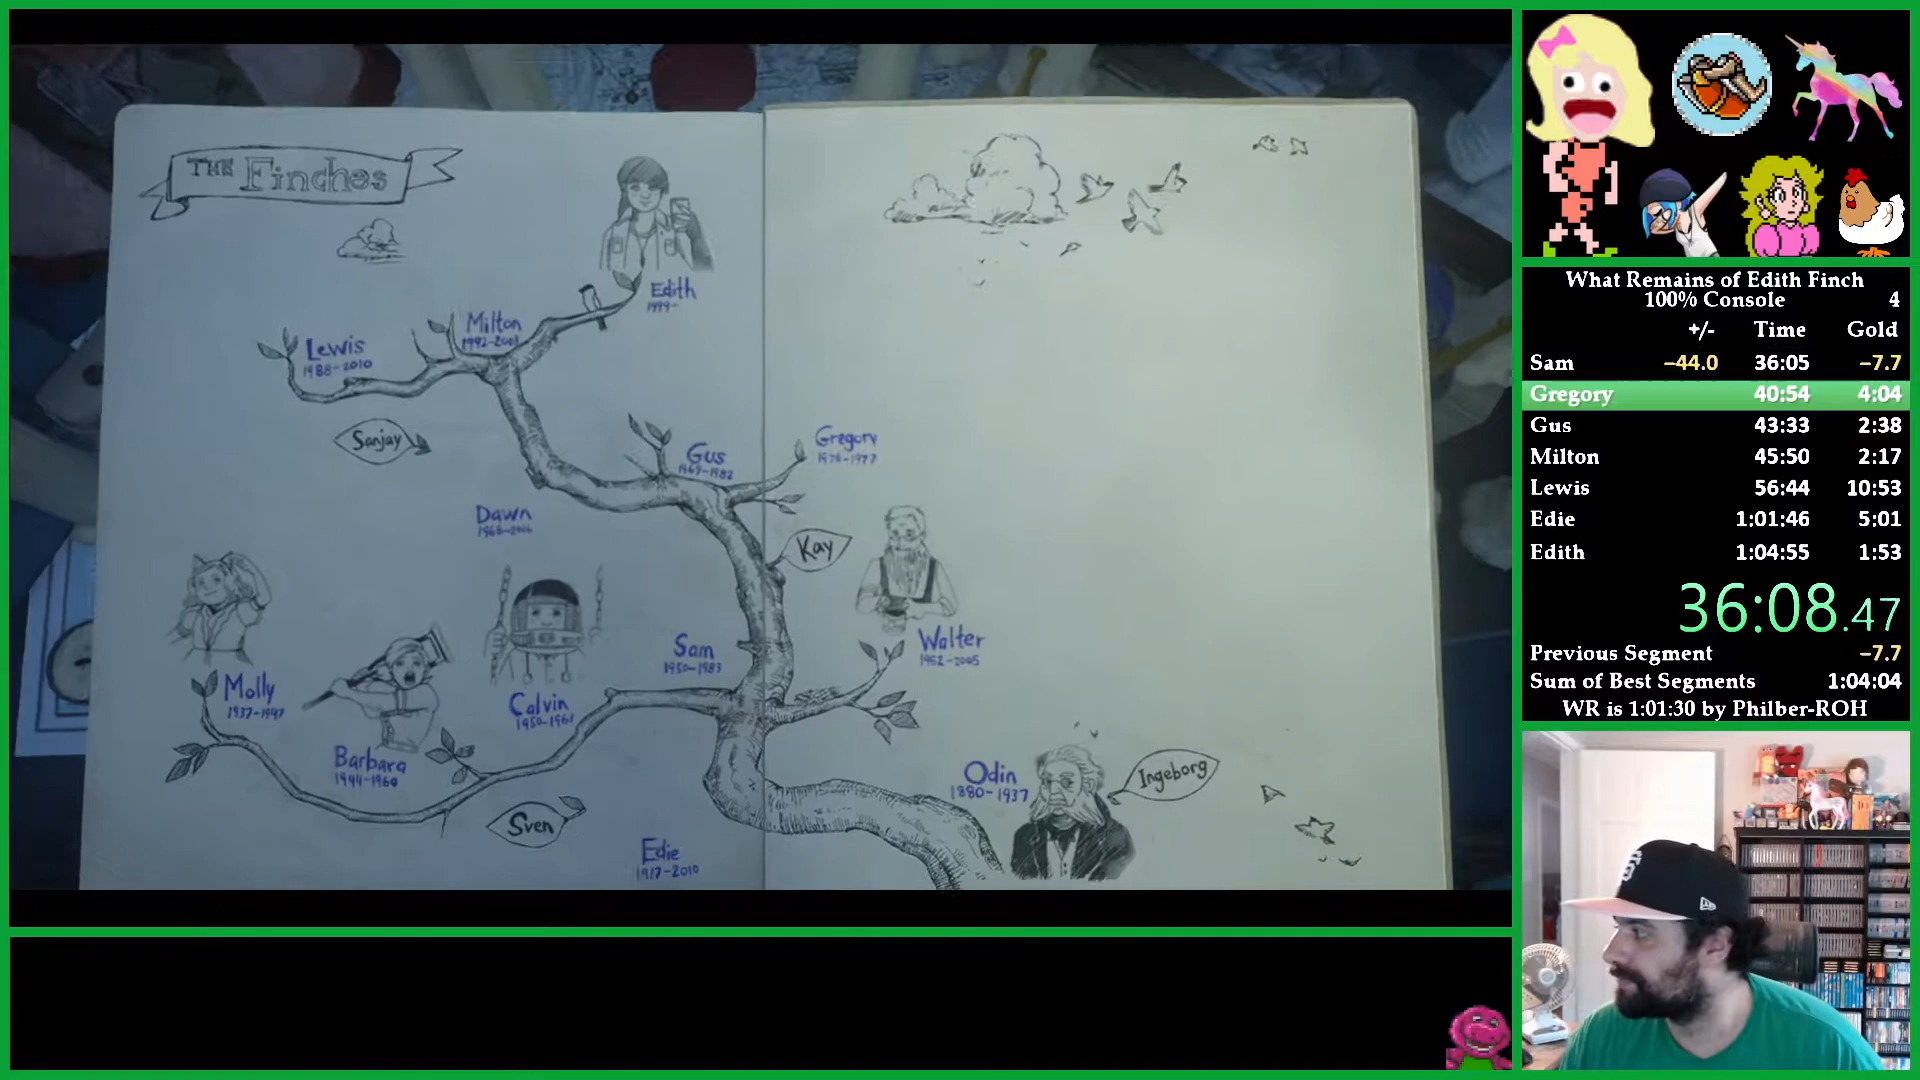 THE Finches
Edith
1999-
Milton
1992-2003
Lewis
1988-2010
Sanjay
Gus
1969-1982
Gregory
1976-1977
Dawn
1968-2016
Kay
Walter
1952-2005
Sam
1950-1983
Calvin
1950-1961
Molly
1937-1947
Barbara
1944-1960
Sven
Odin
1880-1937
Ingeborg
Edie
1917-2010
What Remains of Edith Finch
100% Console 4
+/- Time Gold
Sam −44.0 36:05 −7.7
Gregory 40:54 4:04
Gus 43:33 2:38
Milton 45:50 2:17
Lewis 56:44 10:53
Edie 1:01:46 5:01
Edith 1:04:55 1:53
36:08.47
Previous Segment −7.7
Sum of Best Segments 1:04:04
WR is 1:01:30 by Philber-ROH